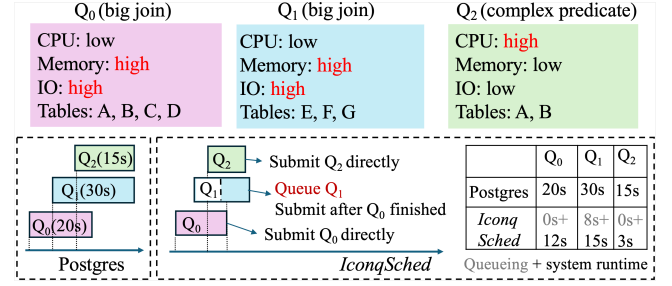 Q0 (big join)
CPU: low
Memory: high
IO: high
Tables: A, B, C, D
Q1 (big join)
CPU: low
Memory: high
IO: high
Tables: E, F, G
Q2 (complex predicate)
CPU: high
Memory: low
IO: low
Tables: A, B
Q2(15s)
Q1(30s)
Q0(20s)
Postgres
Q2
Q1
Q0
Submit Q2 directly
Queue Q1
Submit after Q0 finished
Submit Q0 directly
IconqSched
Q0 Q1 Q2
Postgres 20s 30s 15s
Iconq 0s+ 8s+ 0s+
Sched 12s 15s 3s
Queueing + system runtime